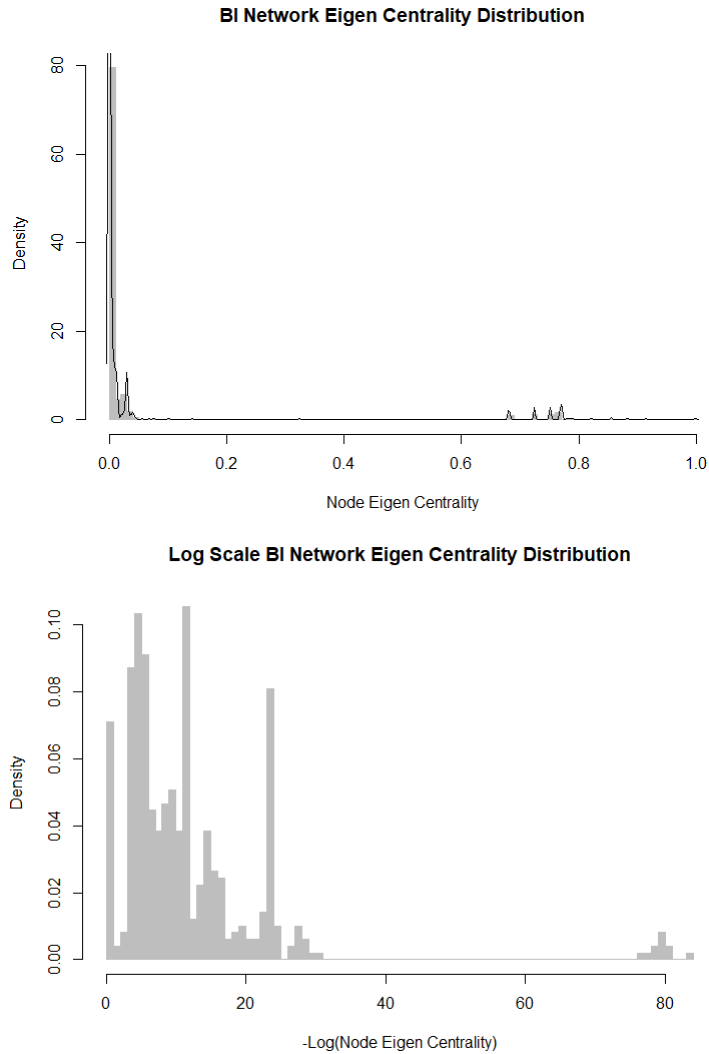 BI Network Eigen Centrality Distribution
80
60
40
20
0
Density
0.0 0.2 0.4 0.6 0.8 1.0
Node Eigen Centrality
Log Scale BI Network Eigen Centrality Distribution
0.10
0.08
0.06
0.04
0.02
0.00
Density
0 20 40 60 80
-Log(Node Eigen Centrality)